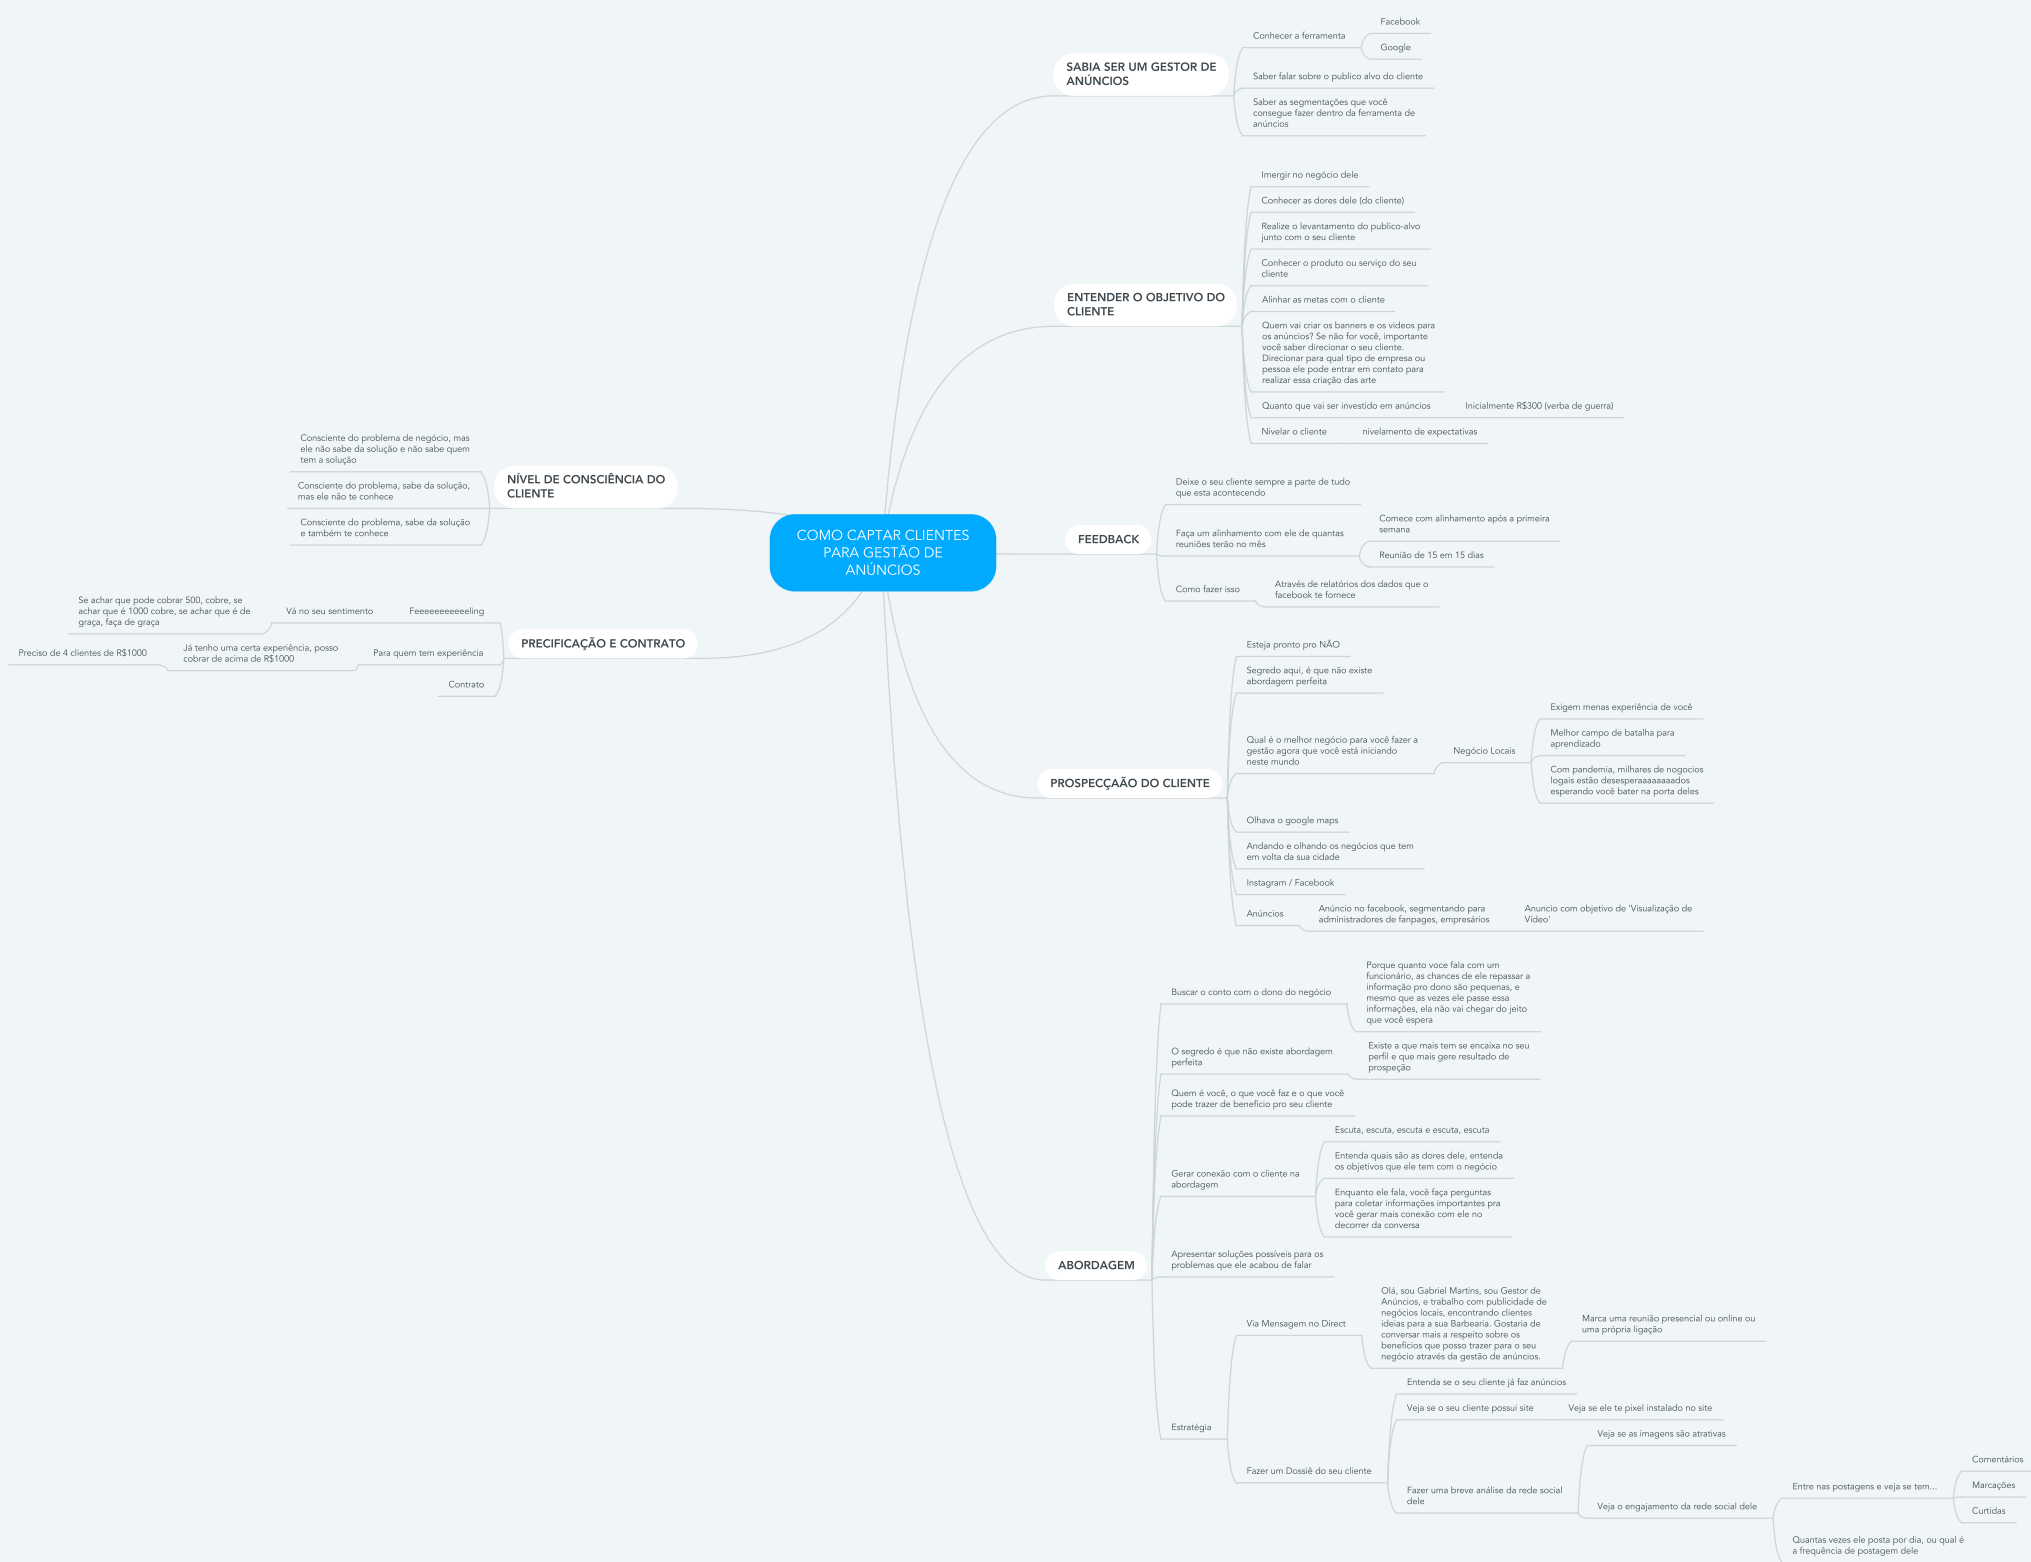 COMO CAPTAR CLIENTES
PARA GESTÃO DE
ANÚNCIOS
SABIA SER UM GESTOR DE
ANÚNCIOS
Conhecer a ferramenta
Facebook
Google
Saber falar sobre o publico alvo do cliente
Saber as segmentações que você
consegue fazer dentro da ferramenta de
anúncios
ENTENDER O OBJETIVO DO
CLIENTE
Imergir no negócio dele
Conhecer as dores dele (do cliente)
Realize o levantamento do publico-alvo
junto com o seu cliente
Conhecer o produto ou serviço do seu
cliente
Alinhar as metas com o cliente
Quem vai criar os banners e os videos para
os anúncios? Se não for você, importante
você saber direcionar o seu cliente.
Direcionar para qual tipo de empresa ou
pessoa ele pode entrar em contato para
realizar essa criação das arte
Quanto que vai ser investido em anúncios
Inicialmente R$300 (verba de guerra)
Nivelar o cliente
nivelamento de expectativas
FEEDBACK
Deixe o seu cliente sempre a parte de tudo
que esta acontecendo
Faça um alinhamento com ele de quantas
reuniões terão no mês
Comece com alinhamento após a primeira
semana
Reunião de 15 em 15 dias
Como fazer isso
Através de relatórios dos dados que o
facebook te fornece
PROSPECÇAÃO DO CLIENTE
Esteja pronto pro NÃO
Segredo aqui, é que não existe
abordagem perfeita
Qual é o melhor negócio para você fazer a
gestão agora que você está iniciando
neste mundo
Negócio Locais
Exigem menas experiência de você
Melhor campo de batalha para
aprendizado
Com pandemia, milhares de nogocios
logais estão desesperaaaaaaados
esperando você bater na porta deles
Olhava o google maps
Andando e olhando os negócios que tem
em volta da sua cidade
Instagram / Facebook
Anúncios
Anúncio no facebook, segmentando para
administradores de fanpages, empresários
Anuncio com objetivo de 'Visualização de
Vídeo'
ABORDAGEM
Buscar o conto com o dono do negócio
Porque quanto voce fala com um
funcionário, as chances de ele repassar a
informação pro dono são pequenas, e
mesmo que as vezes ele passe essa
informações, ela não vai chegar do jeito
que você espera
O segredo é que não existe abordagem
perfeita
Existe a que mais tem se encaixa no seu
perfil e que mais gere resultado de
prospeção
Quem é você, o que você faz e o que você
pode trazer de benefício pro seu cliente
Gerar conexão com o cliente na
abordagem
Escuta, escuta, escuta e escuta, escuta
Entenda quais são as dores dele, entenda
os objetivos que ele tem com o negócio
Enquanto ele fala, você faça perguntas
para coletar informações importantes pra
você gerar mais conexão com ele no
decorrer da conversa
Apresentar soluções possíveis para os
problemas que ele acabou de falar
Estratégia
Via Mensagem no Direct
Olá, sou Gabriel Martins, sou Gestor de
Anúncios, e trabalho com publicidade de
negócios locais, encontrando clientes
ideias para a sua Barbearia. Gostaria de
conversar mais a respeito sobre os
benefícios que posso trazer para o seu
negócio através da gestão de anúncios.
Marca uma reunião presencial ou online ou
uma própria ligação
Fazer um Dossiê do seu cliente
Entenda se o seu cliente já faz anúncios
Veja se o seu cliente possui site
Veja se ele te pixel instalado no site
Fazer uma breve análise da rede social
dele
Veja se as imagens são atrativas
Veja o engajamento da rede social dele
Entre nas postagens e veja se tem...
Comentários
Marcações
Curtidas
Quantas vezes ele posta por dia, ou qual é
a frequência de postagem dele
NÍVEL DE CONSCIÊNCIA DO
CLIENTE
Consciente do problema de negócio, mas
ele não sabe da solução e não sabe quem
tem a solução
Consciente do problema, sabe da solução,
mas ele não te conhece
Consciente do problema, sabe da solução
e também te conhece
PRECIFICAÇÃO E CONTRATO
Feeeeeeeeeeeling
Vá no seu sentimento
Se achar que pode cobrar 500, cobre, se
achar que é 1000 cobre, se achar que é de
graça, faça de graça
Para quem tem experiência
Já tenho uma certa experiência, posso
cobrar de acima de R$1000
Preciso de 4 clientes de R$1000
Contrato